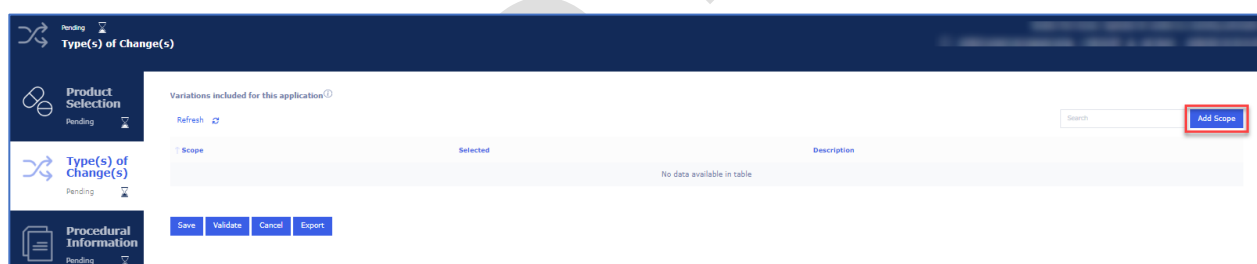 Pending
Type(s) of Change(s)
Product
Selection
Pending
Type(s) of
Change(s)
Pending
Procedural
Information
Pending
Variations included for this application
Refresh
Search Add Scope
Scope Selected Description
No data available in table
Save Validate Cancel Export